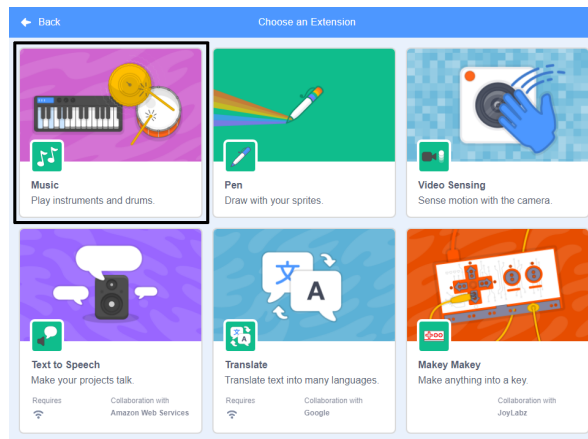 Back
Choose an Extension
Music
Play instruments and drums.
Pen
Draw with your sprites.
Video Sensing
Sense motion with the camera.
文
A
Text to Speech
Make your projects talk.
Requires
Collaboration with
Amazon Web Services
Translate
Translate text into many languages.
Requires
Collaboration with
Google
Makey Makey
Make anything into a key.
Collaboration with
JoyLabz